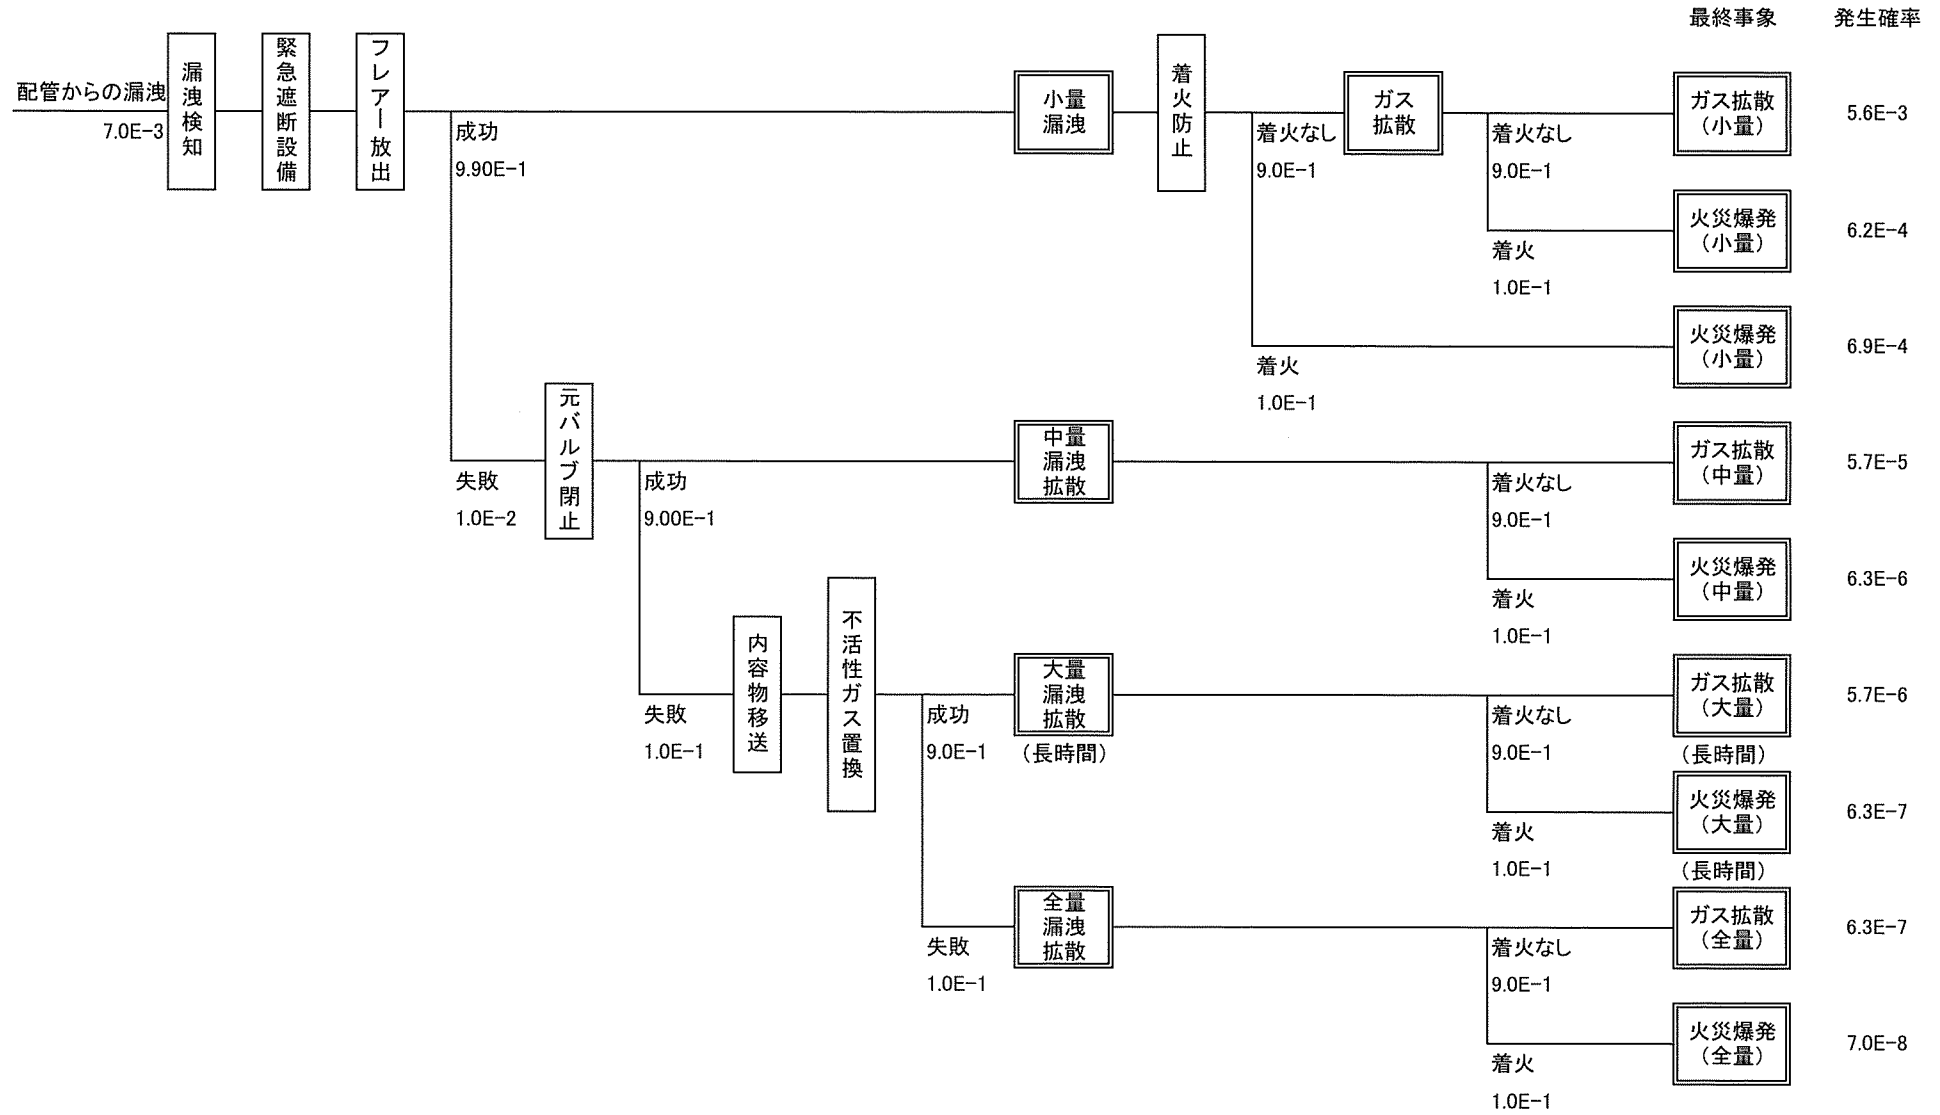 最終事象 発生確率
配管からの漏洩
7.0E-3
漏洩検知
緊急遮断設備
フレアー放出
成功
9.90E-1
小量
漏洩
着火防止
着火なし
9.0E-1
ガス
拡散
着火なし
9.0E-1
ガス拡散
(小量)
5.6E-3
着火
1.0E-1
火災爆発
(小量)
6.2E-4
着火
1.0E-1
火災爆発
(小量)
6.9E-4
失敗
1.0E-2
元バルブ閉止
成功
9.00E-1
中量
漏洩
拡散
着火なし
9.0E-1
ガス拡散
(中量)
5.7E-5
着火
1.0E-1
火災爆発
(中量)
6.3E-6
失敗
1.0E-1
内容物移送
不活性ガス置換
成功
9.0E-1
大量
漏洩
拡散
(長時間)
着火なし
9.0E-1
ガス拡散
(大量)
(長時間)
5.7E-6
着火
1.0E-1
火災爆発
(大量)
(長時間)
6.3E-7
失敗
1.0E-1
全量
漏洩
拡散
着火なし
9.0E-1
ガス拡散
(全量)
6.3E-7
着火
1.0E-1
火災爆発
(全量)
7.0E-8